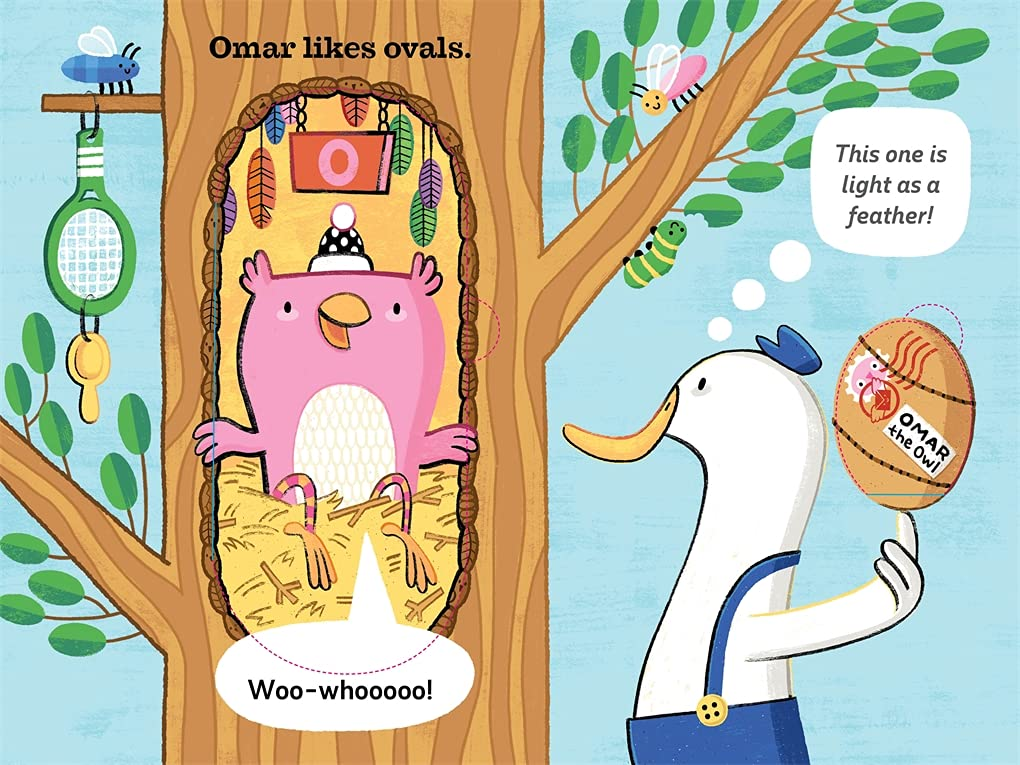 Omar likes ovals.
O
This one is
light as a
feather!
OMAR
the Owl
Woo-whooooo!